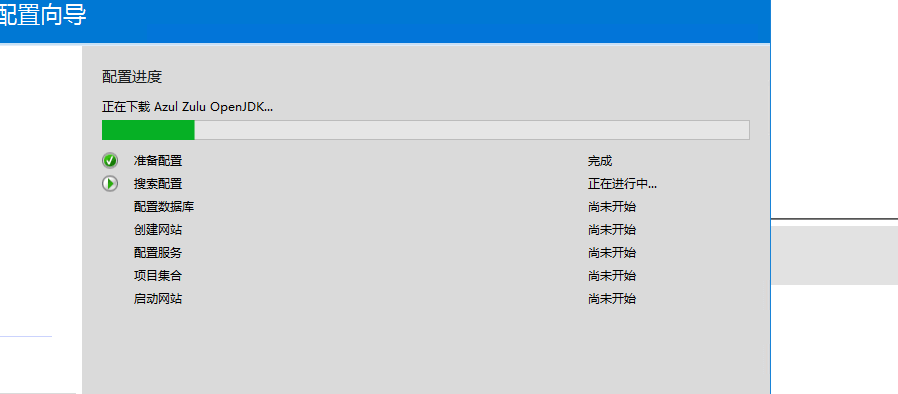 配置向导
配置进度
正在下载 Azul Zulu OpenJDK...
准备配置 完成
搜索配置 正在进行中...
配置数据库 尚未开始
创建网站 尚未开始
配置服务 尚未开始
项目集合 尚未开始
启动网站 尚未开始